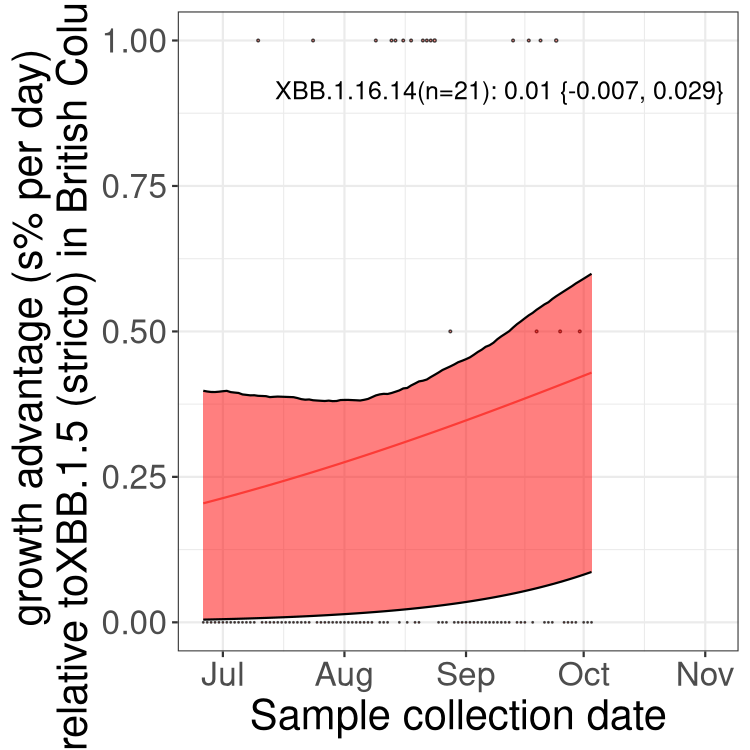 growth advantage (s% per day)
relative toXBB.1.5 (stricto) in British Colu
1.00
0.75
0.50
0.25
0.00
XBB.1.16.14(n=21): 0.01 {-0.007, 0.029}
Jul Aug Sep Oct Nov
Sample collection date